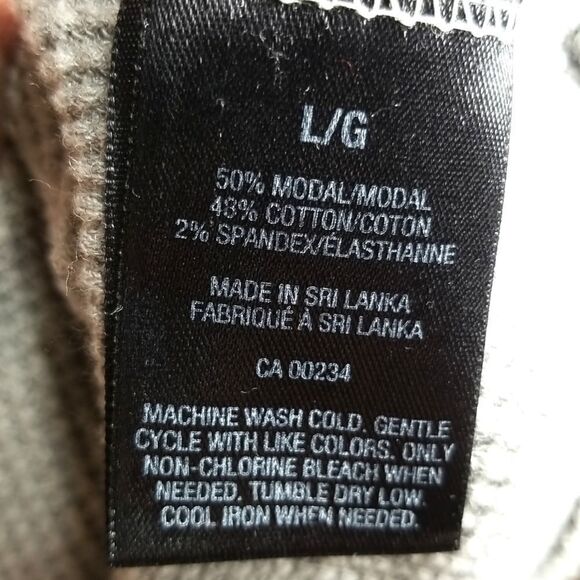 L/G
50% MODAL/MODAL
48% COTTON/COTON
2% SPANDEX/ÉLASTHANNE
MADE IN SRI LANKA
FABRIQUÉ À SRI LANKA
CA 00234
MACHINE WASH COLD. GENTLE
CYCLE WITH LIKE COLORS. ONLY
NON-CHLORINE BLEACH WHEN
NEEDED. TUMBLE DRY LOW.
COOL IRON WHEN NEEDED.